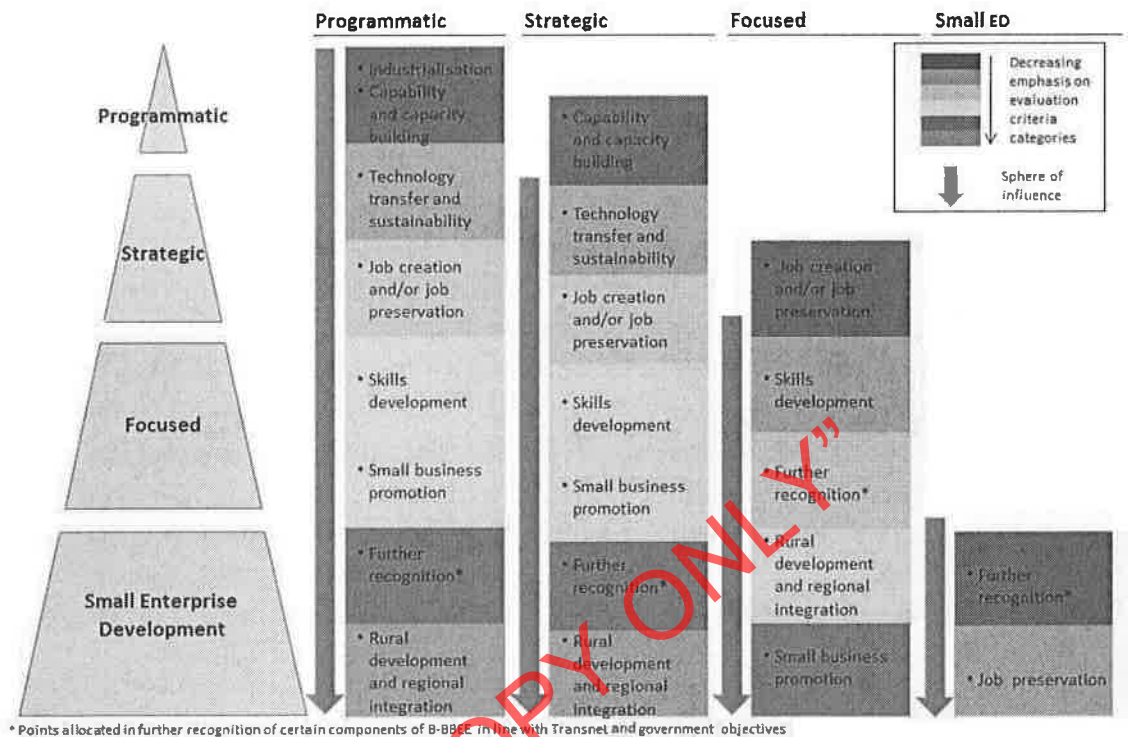 Programmatic
Strategic
Focused
Small ED
Programmatic
Strategic
Focused
Small Enterprise
Development
• Industrialisation
• Capability
and capacity
building
• Technology
transfer and
sustainability
• Job creation
and/or job
preservation
• Skills
development
• Small business
promotion
• Further
recognition*
• Rural
development
and regional
integration
• Capability
and capacity
building
• Technology
transfer and
sustainability
• Job creation
and/or job
preservation
• Skills
development
• Small business
promotion
• Further
recognition*
• Rural
development
and regional
integration
• Job creation
and/or job
preservation
• Skills
development
• Further
recognition*
• Rural
development
and regional
integration
• Small business
promotion
• Further
recognition*
• Job preservation
Decreasing
emphasis on
evaluation
criteria
categories
Sphere of
influence
OPY ONLY”
* Points allocated in further recognition of certain components of B-BBEE in line with Transnet and government objectives